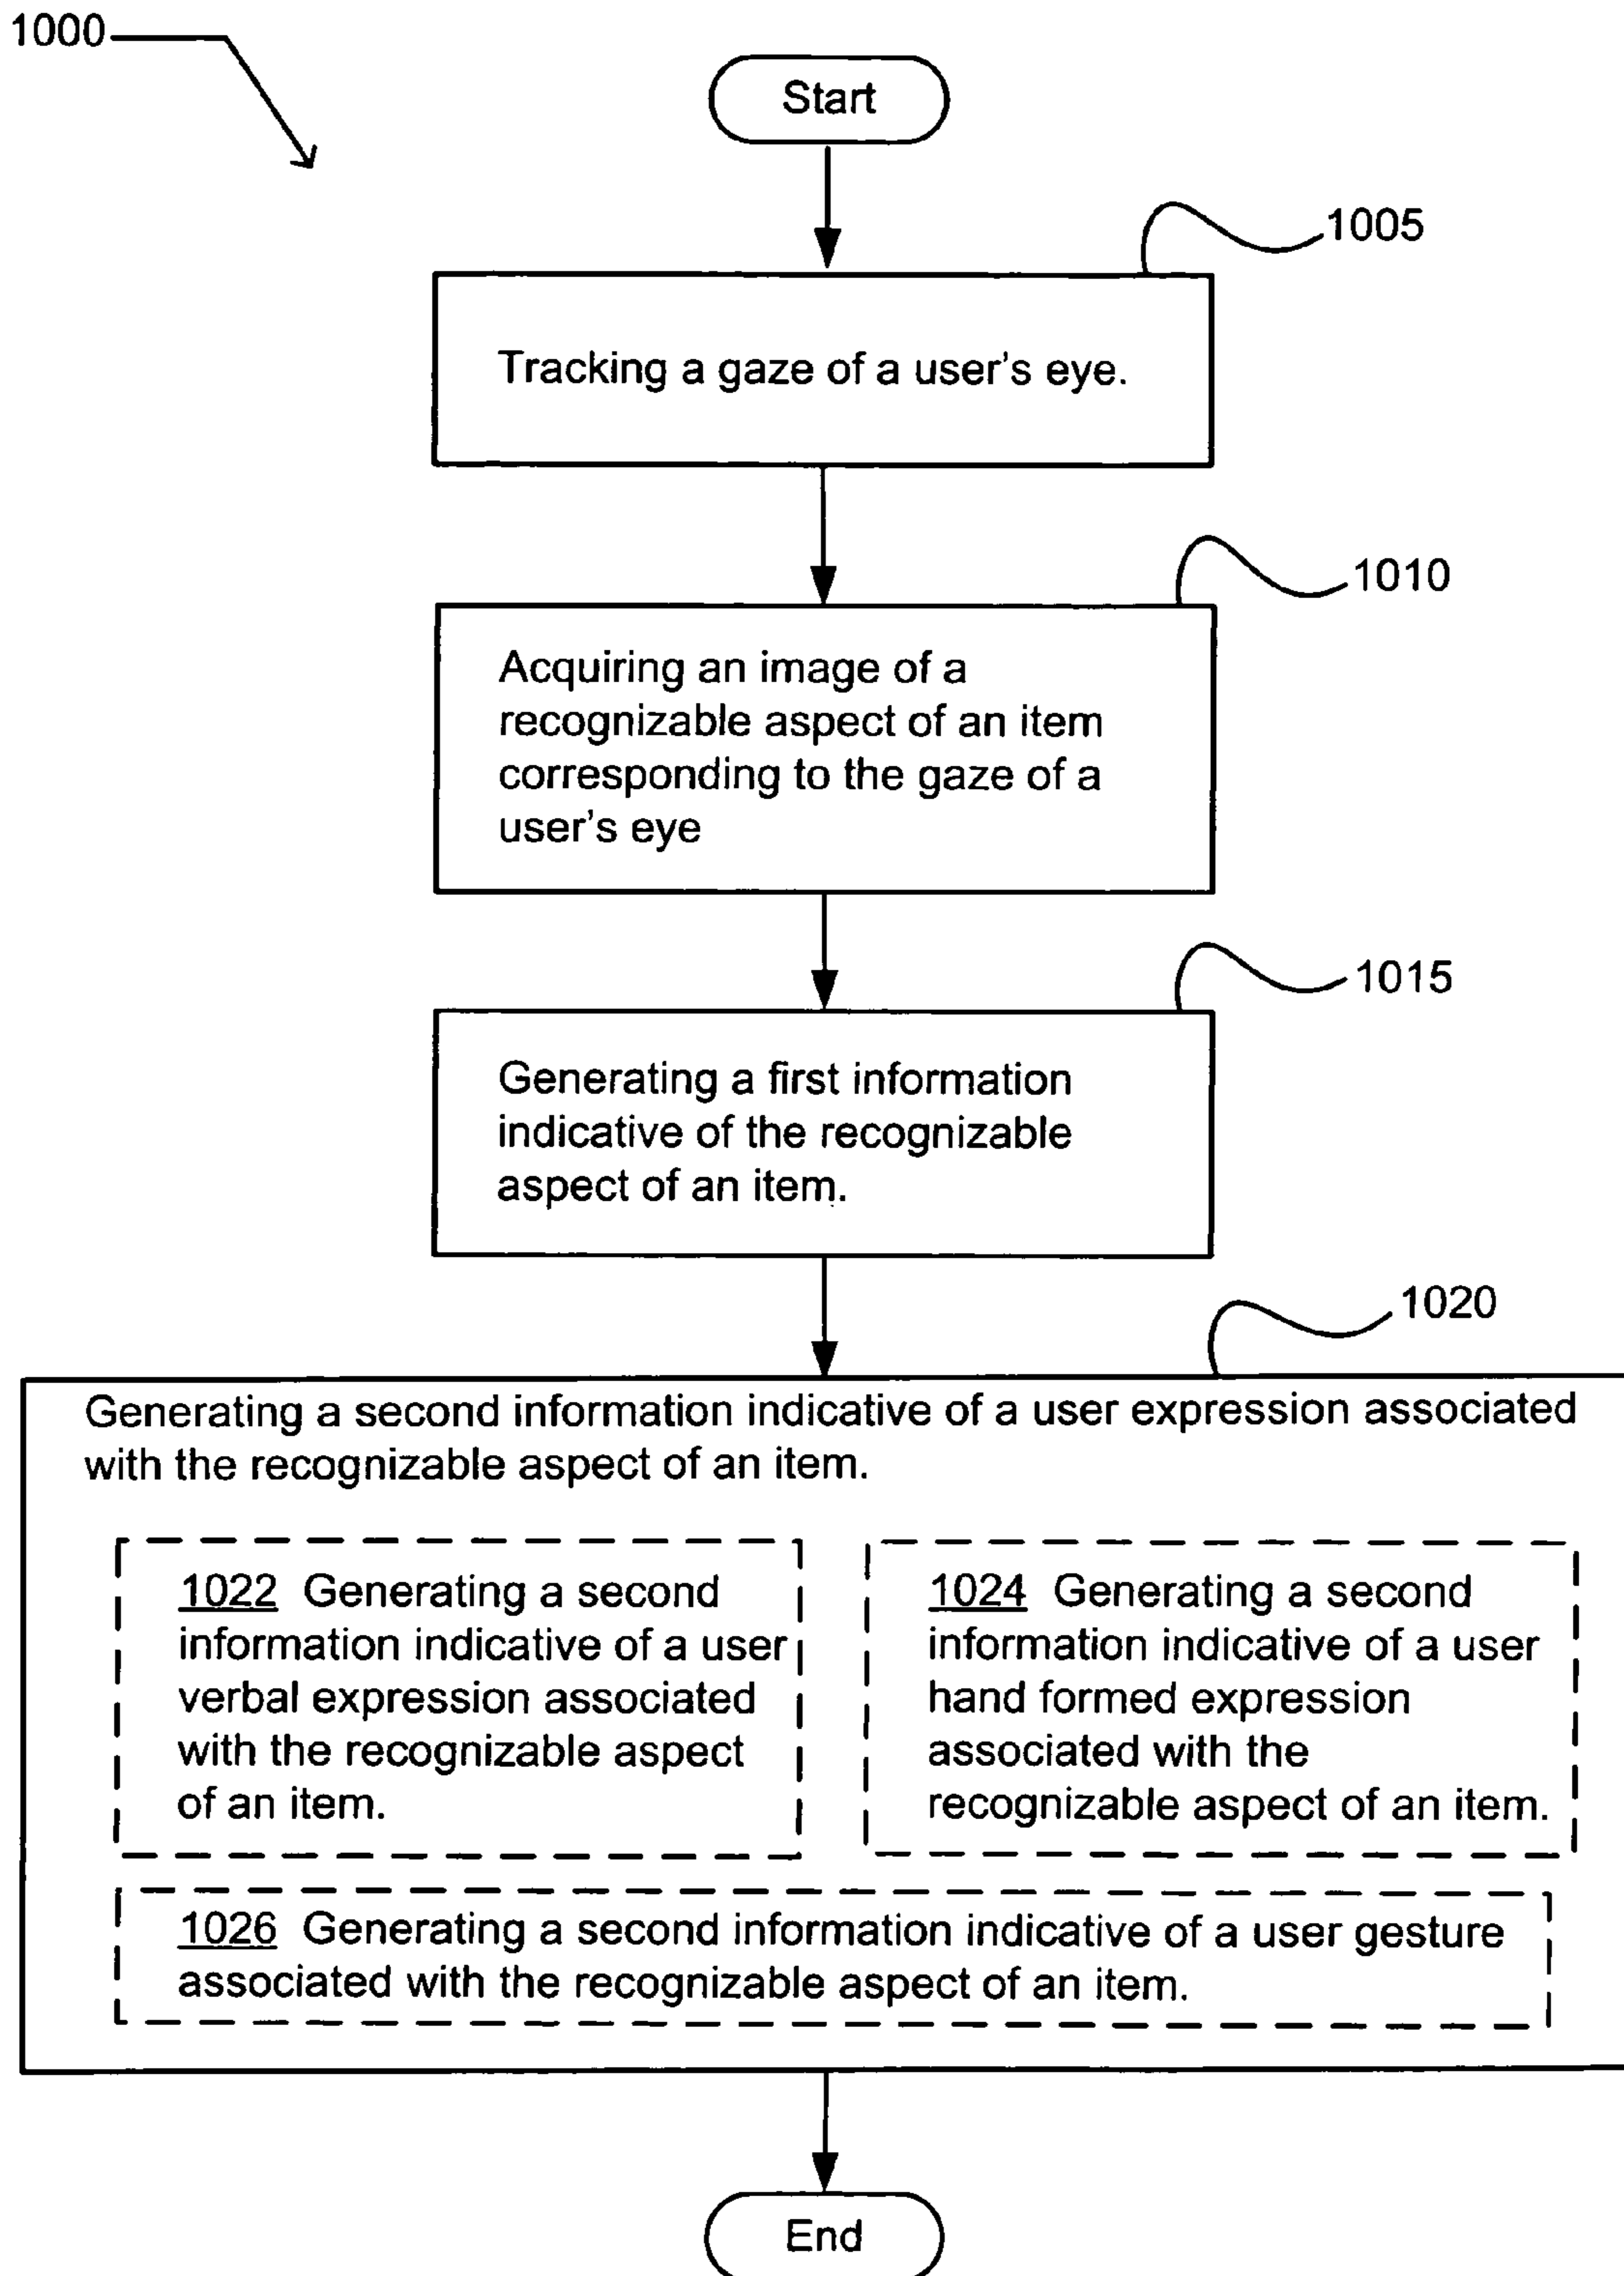 1000
Start
1005
Tracking a gaze of a user's eye.
1010
Acquiring an image of a
recognizable aspect of an item
corresponding to the gaze of a
user's eye
1015
Generating a first information
indicative of the recognizable
aspect of an item.
1020
Generating a second information indicative of a user expression associated
with the recognizable aspect of an item.
1022 Generating a second
information indicative of a user
verbal expression associated
with the recognizable aspect
of an item.
1024 Generating a second
information indicative of a user
hand formed expression
associated with the
recognizable aspect of an item.
1026 Generating a second information indicative of a user gesture
associated with the recognizable aspect of an item.
End